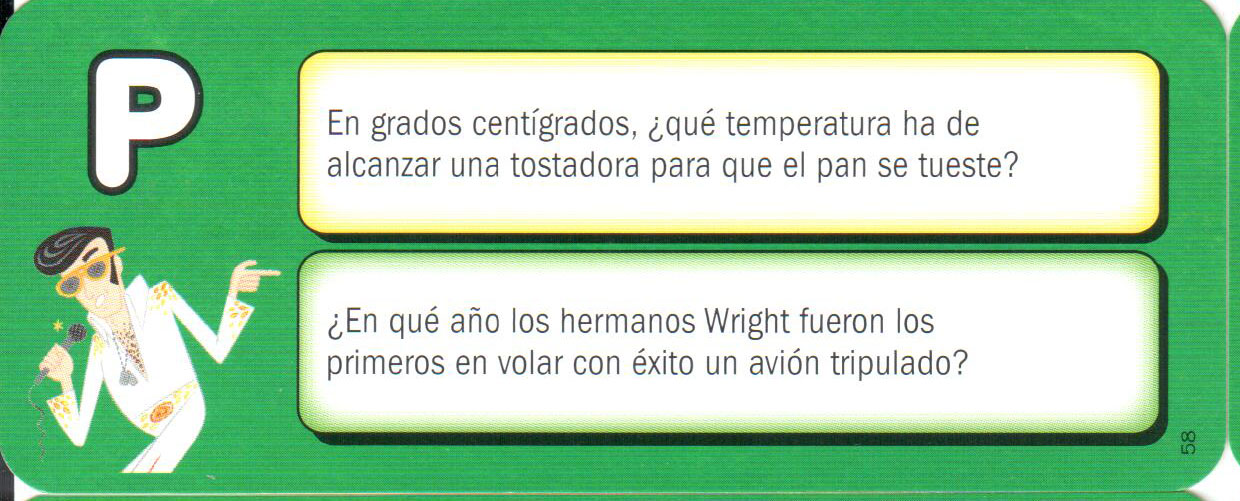 P
En grados centígrados, ¿qué temperatura ha de
alcanzar una tostadora para que el pan se tueste?
¿En qué año los hermanos Wright fueron los
primeros en volar con éxito un avión tripulado?
58